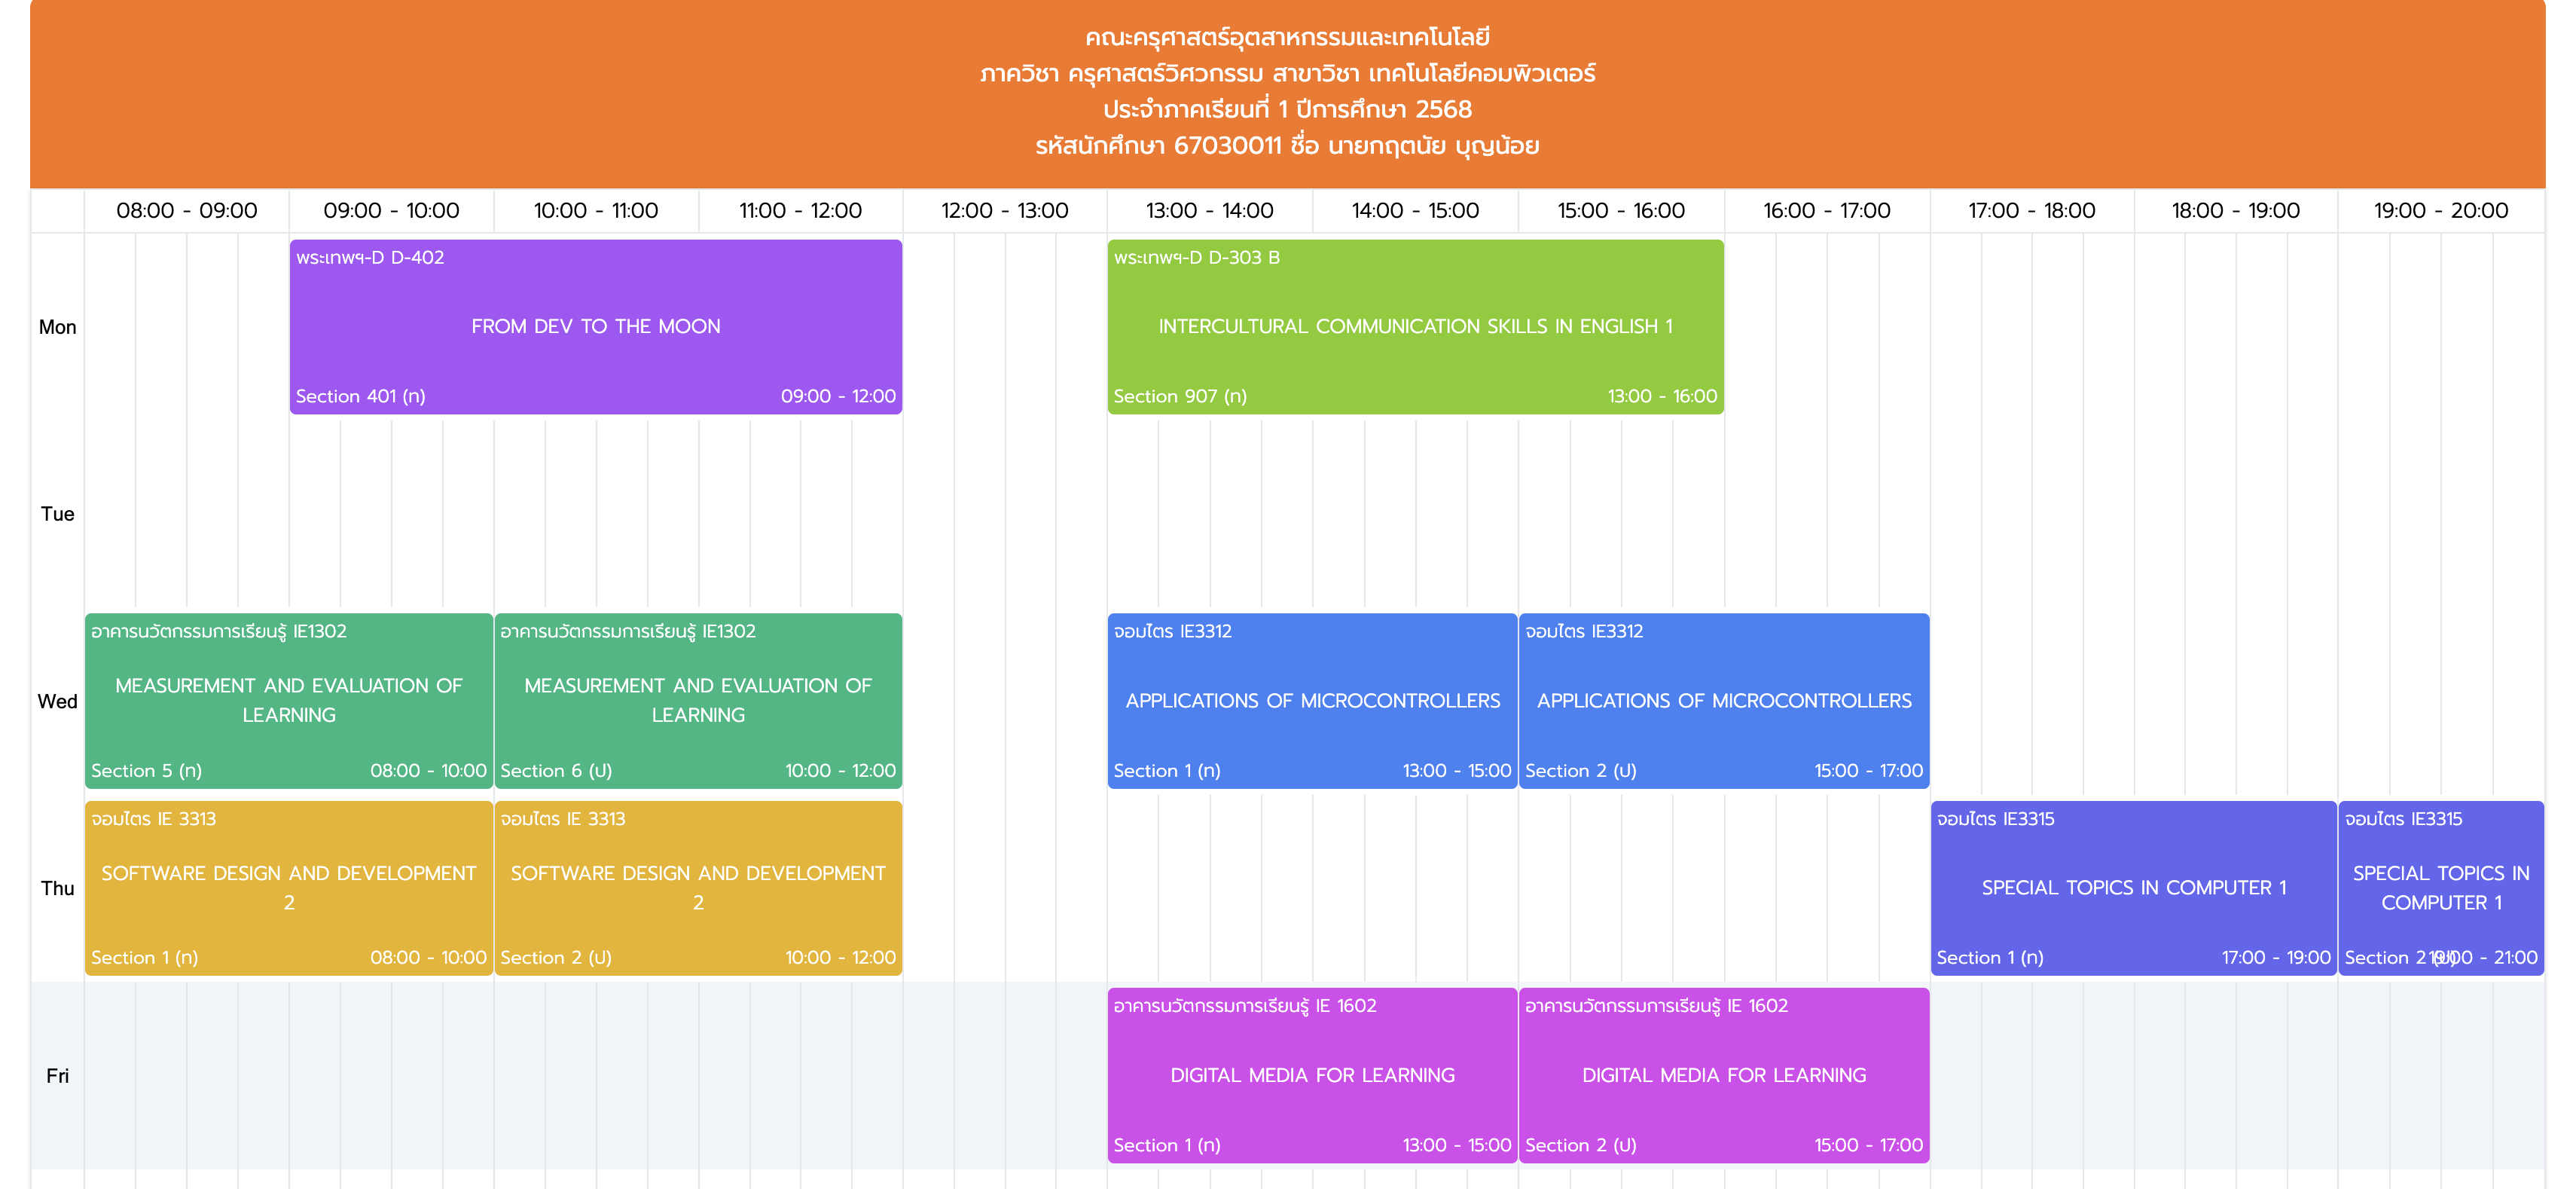 คณะครุศาสตร์อุตสาหกรรมและเทคโนโลยี
ภาควิชา ครุศาสตร์วิศวกรรม สาขาวิชา เทคโนโลยีคอมพิวเตอร์
ประจำภาคเรียนที่ 1 ปีการศึกษา 2568
รหัสนักศึกษา 67030011 ชื่อ นายกฤตนัย บุญน้อย
08:00 - 09:00 09:00 - 10:00 10:00 - 11:00 11:00 - 12:00 12:00 - 13:00 13:00 - 14:00 14:00 - 15:00 15:00 - 16:00 16:00 - 17:00 17:00 - 18:00 18:00 - 19:00 19:00 - 20:00
Mon
พระเทพฯ-D D-402
FROM DEV TO THE MOON
Section 401 (ท) 09:00 - 12:00
พระเทพฯ-D D-303 B
INTERCULTURAL COMMUNICATION SKILLS IN ENGLISH 1
Section 907 (ท) 13:00 - 16:00
Tue
Wed
อาคารนวัตกรรมการเรียนรู้ IE1302
MEASUREMENT AND EVALUATION OF
LEARNING
Section 5 (ท) 08:00 - 10:00
อาคารนวัตกรรมการเรียนรู้ IE1302
MEASUREMENT AND EVALUATION OF
LEARNING
Section 6 (ป) 10:00 - 12:00
จอมไตร IE3312
APPLICATIONS OF MICROCONTROLLERS
Section 1 (ท) 13:00 - 15:00
จอมไตร IE3312
APPLICATIONS OF MICROCONTROLLERS
Section 2 (ป) 15:00 - 17:00
Thu
จอมไตร IE 3313
SOFTWARE DESIGN AND DEVELOPMENT
2
Section 1 (ท) 08:00 - 10:00
จอมไตร IE 3313
SOFTWARE DESIGN AND DEVELOPMENT
2
Section 2 (ป) 10:00 - 12:00
จอมไตร IE3315
SPECIAL TOPICS IN COMPUTER 1
Section 1 (ท) 17:00 - 19:00
จอมไตร IE3315
SPECIAL TOPICS IN
COMPUTER 1
Section 2 (ป) 19:00 - 21:00
Fri
อาคารนวัตกรรมการเรียนรู้ IE 1602
DIGITAL MEDIA FOR LEARNING
Section 1 (ท) 13:00 - 15:00
อาคารนวัตกรรมการเรียนรู้ IE 1602
DIGITAL MEDIA FOR LEARNING
Section 2 (ป) 15:00 - 17:00